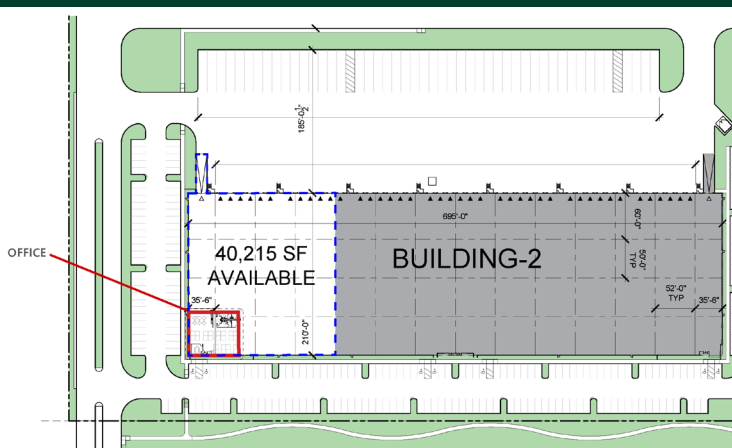 185'-0½"
695'-0"
60'-0"
OFFICE
40,215 SF
AVAILABLE
BUILDING-2
50'-0"
TYP
35'-6"
52'-0"
TYP
35'-6"
210'-0"